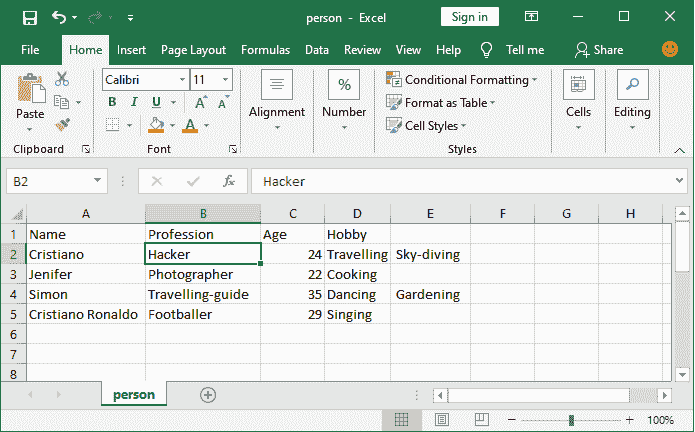 person - Excel
Sign in
File Home Insert Page Layout Formulas Data Review View Help Tell me Share
Paste
Calibri 11
B I U A A
A
Alignment
%
Number
Conditional Formatting
Format as Table
Cell Styles
Cells
Editing
Clipboard Font Styles
B2 fx Hacker
A B C D E F G H
1 Name Profession Age Hobby
2 Cristiano Hacker 24 Travelling Sky-diving
3 Jenifer Photographer 22 Cooking
4 Simon Travelling-guide 35 Dancing Gardening
5 Cristiano Ronaldo Footballer 29 Singing
6
7
8
person
100%